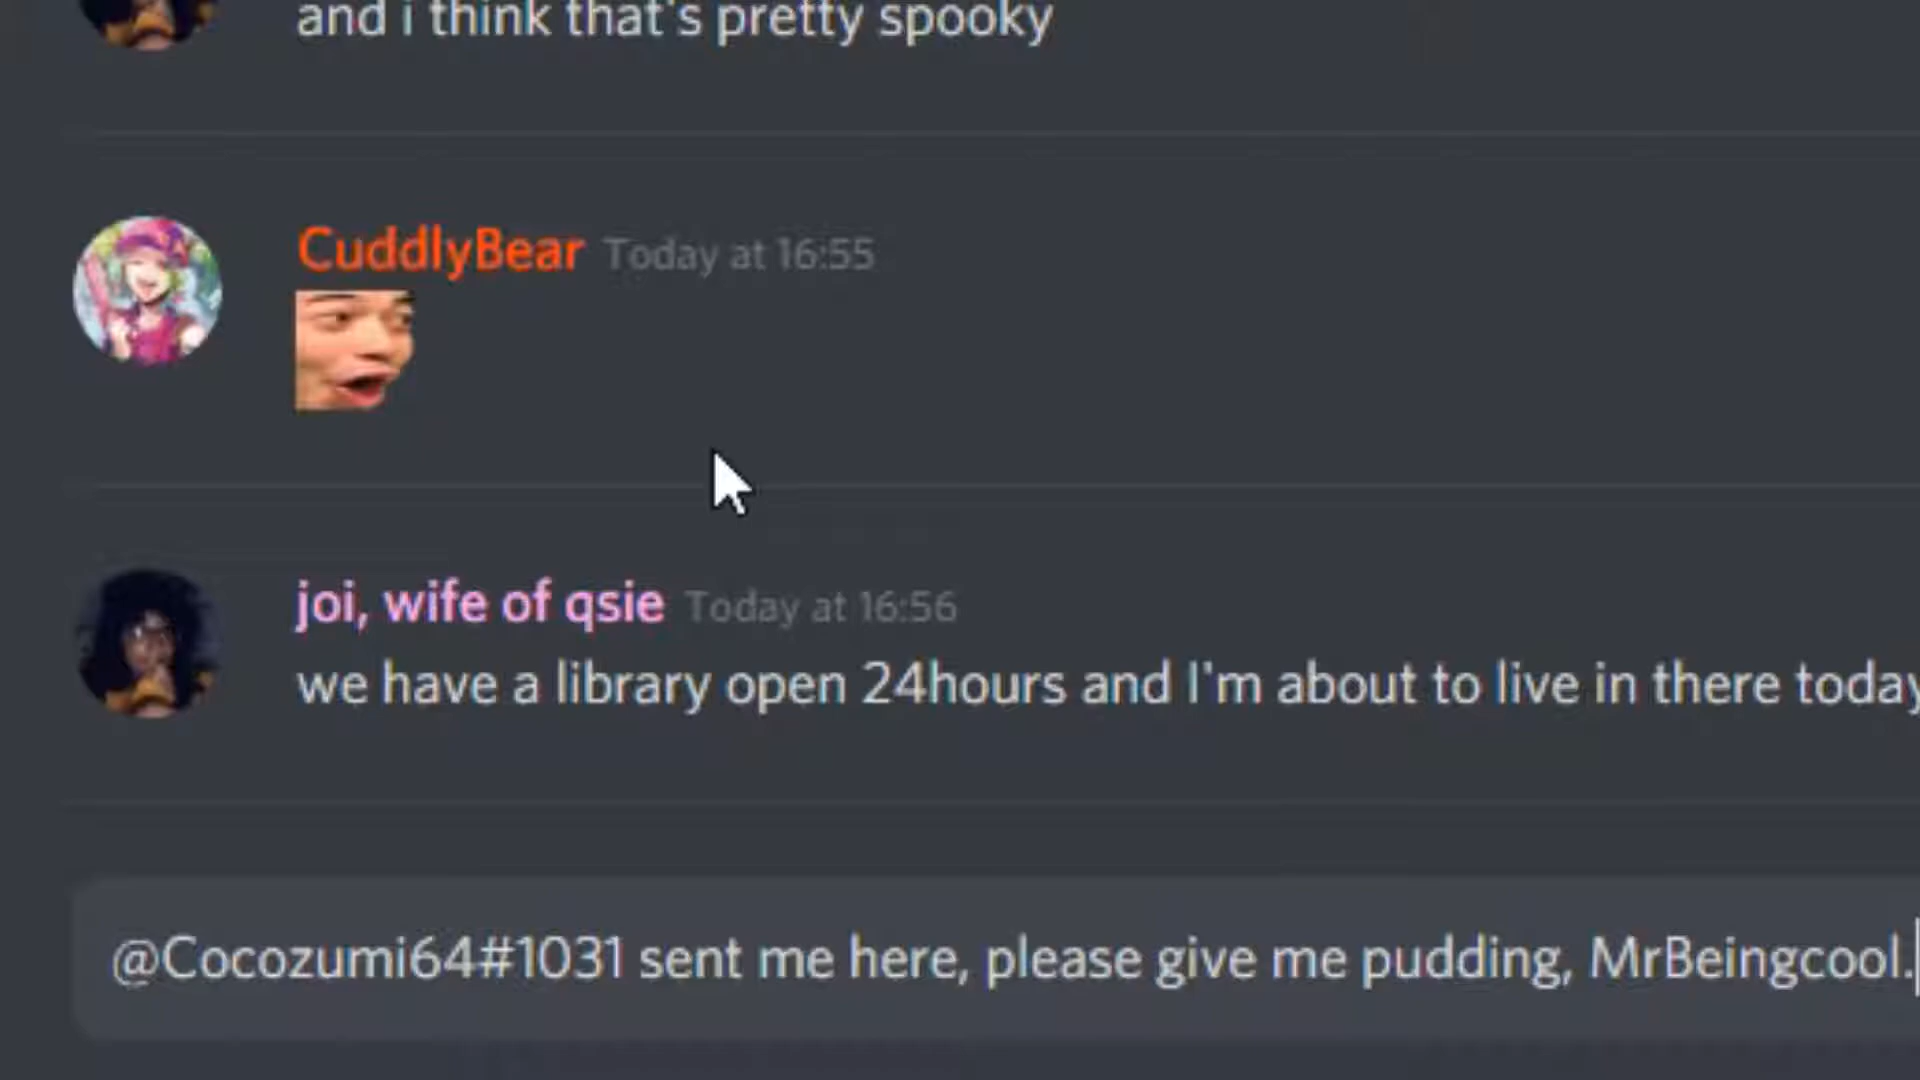 and i think that's pretty spooky
CuddlyBear Today at 16:55
joi, wife of qsie Today at 16:56
we have a library open 24hours and I'm about to live in there today
@Cocozumi64#1031 sent me here, please give me pudding, MrBeingcool.